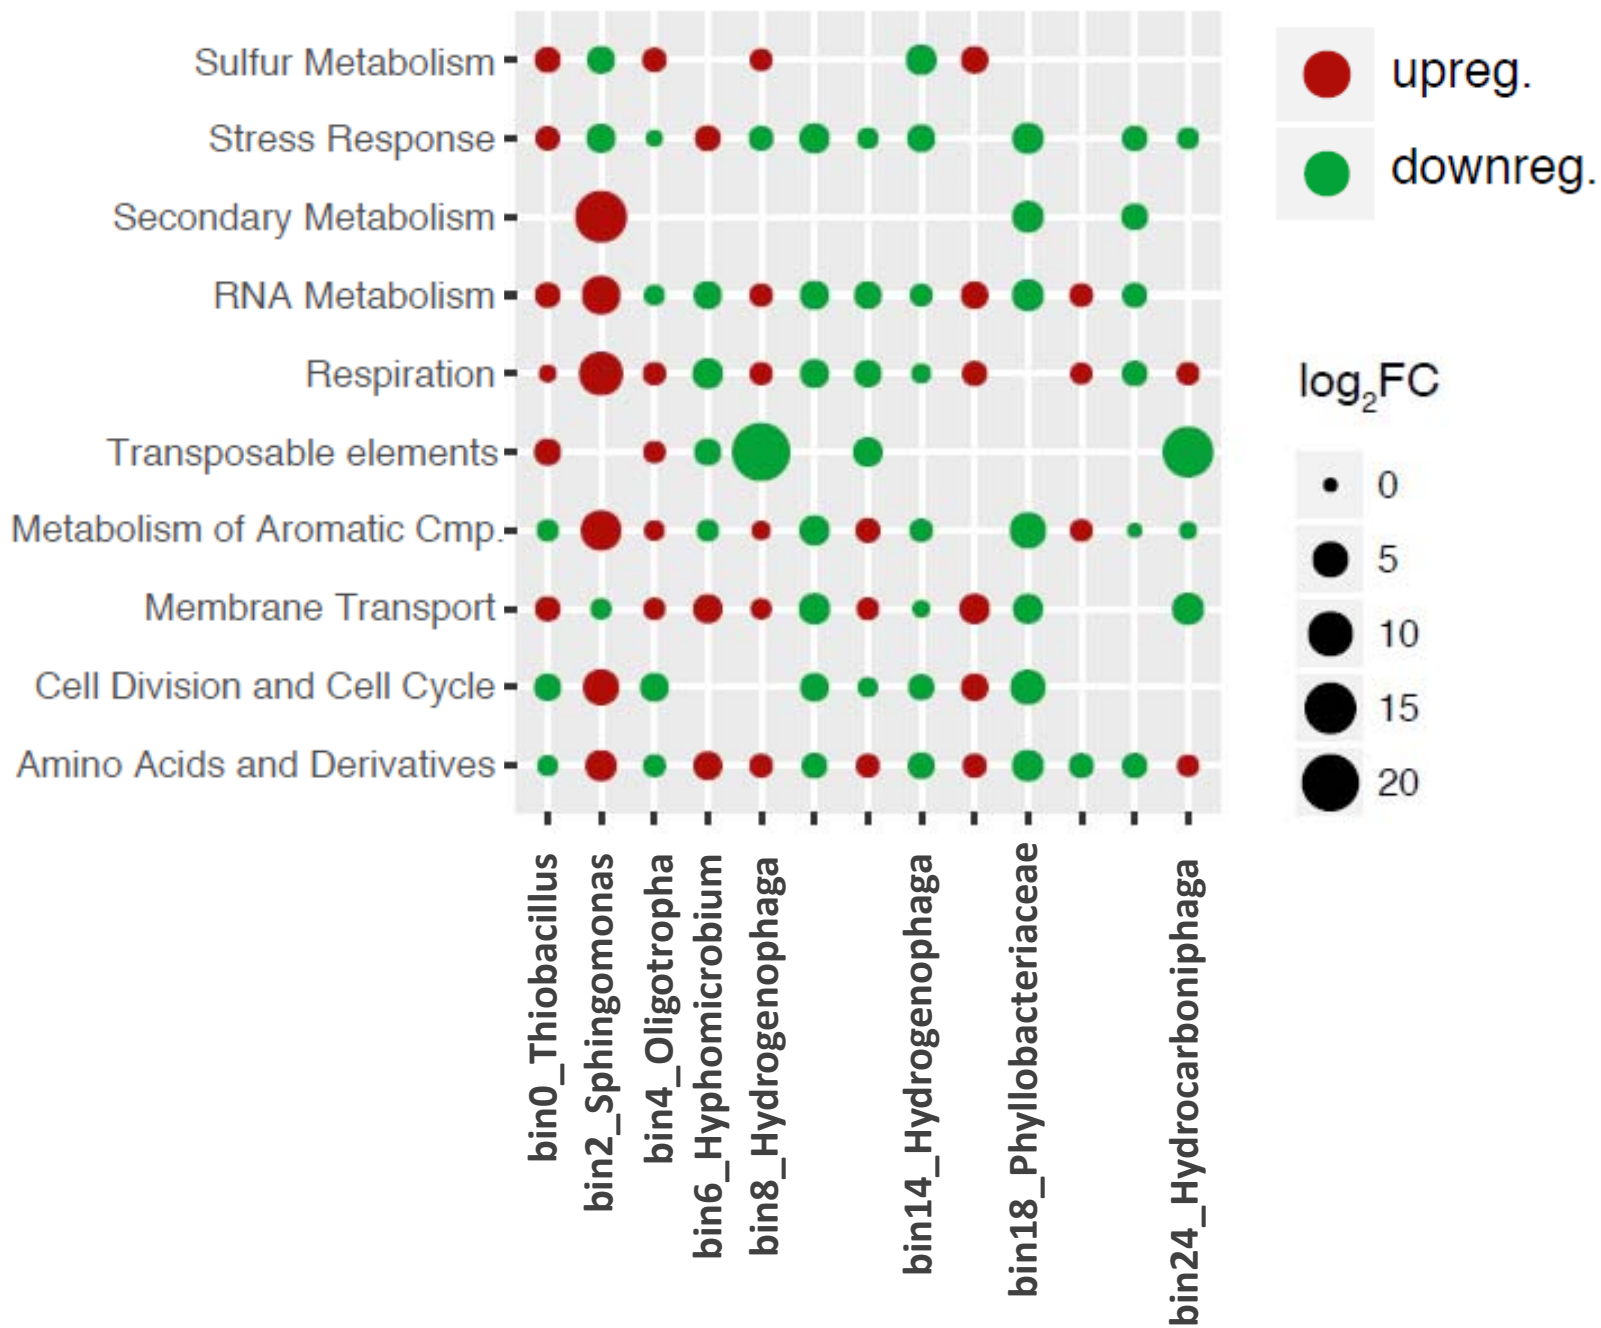 Sulfur Metabolism
Stress Response
Secondary Metabolism
RNA Metabolism
Respiration
Transposable elements
Metabolism of Aromatic Cmp.
Membrane Transport
Cell Division and Cell Cycle
Amino Acids and Derivatives
upreg.
downreg.
log₂FC
0
5
10
15
20
bin0_Thiobacillus
bin2_Sphingomonas
bin4_Oligotropha
bin6_Hyphomicrobium
bin8_Hydrogenophaga
bin14_Hydrogenophaga
bin18_Phyllobacteriaceae
bin24_Hydrocarboniphaga